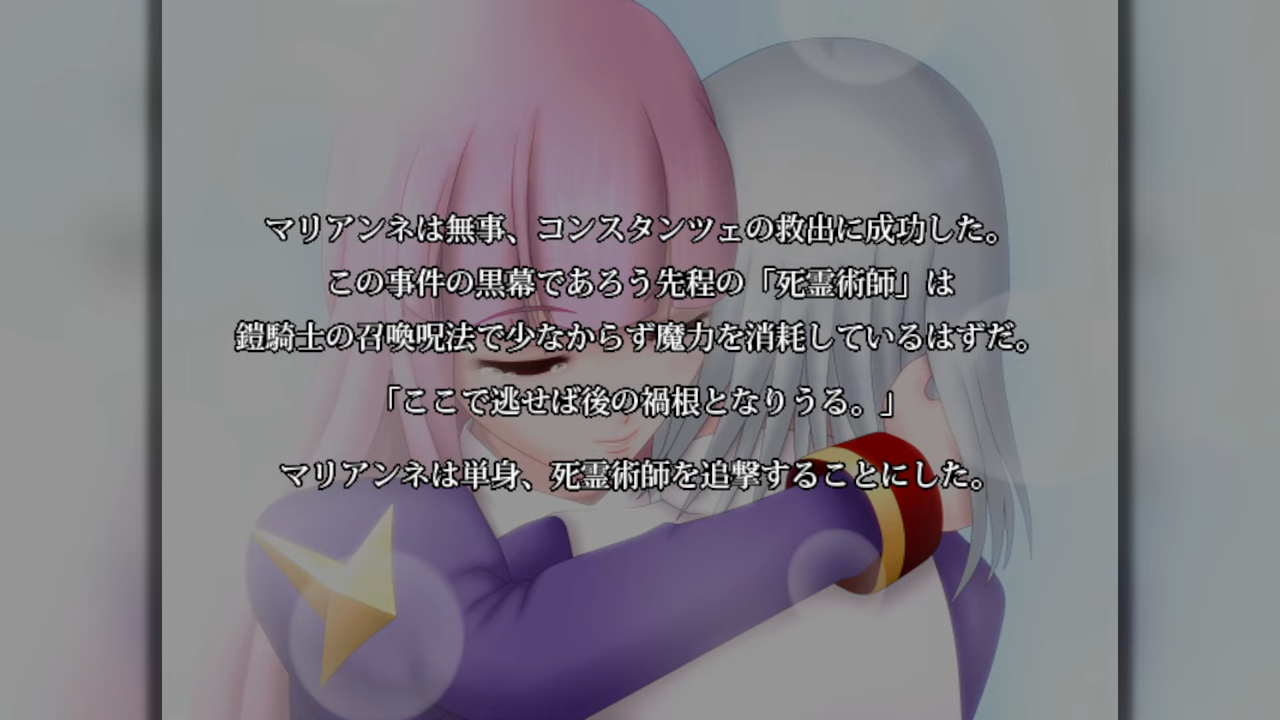 マリアンネは無事、コンスタンツェの救出に成功した。
この事件の黒幕であろう先程の「死霊術師」は
鎧騎士の召喚呪法で少なからず魔力を消耗しているはずだ。
「ここで逃せば後の禍根となりうる。」
マリアンネは単身、死霊術師を追撃することにした。